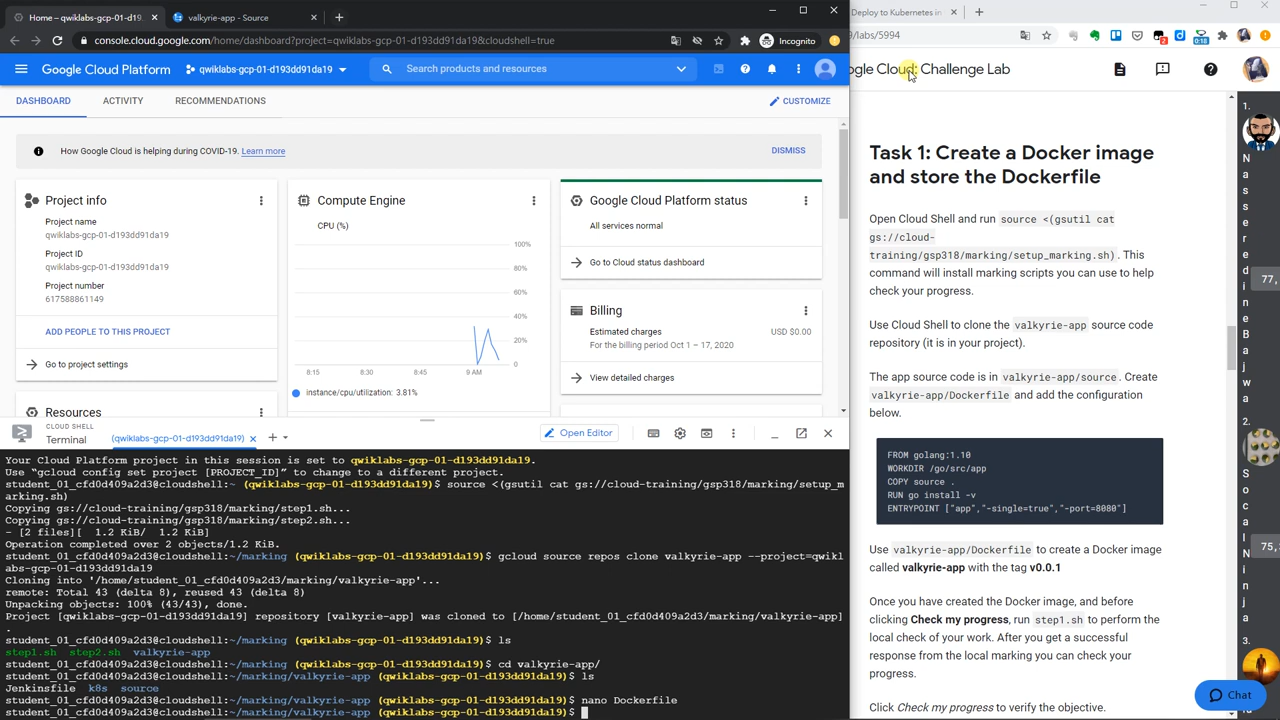 Home – qwiklabs-gcp-01-d19
valkyrie-app - Source
Deploy to Kubernetes in
console.cloud.google.com/home/dashboard?project=qwiklabs-gcp-01-d193dd91da19&cloudshell=true
Incognito
9/labs/5994
Google Cloud Platform
qwiklabs-gcp-01-d193dd91da19
Search products and resources
ogle Cloud: Challenge Lab
DASHBOARD
ACTIVITY
RECOMMENDATIONS
CUSTOMIZE
How Google Cloud is helping during COVID-19. Learn more
DISMISS
Project info
Project name
qwiklabs-gcp-01-d193dd91da19
Project ID
qwiklabs-gcp-01-d193dd91da19
Project number
617588861149
ADD PEOPLE TO THIS PROJECT
Go to project settings
Resources
Compute Engine
CPU (%)
100%
80%
60%
40%
20%
0
8:15
8:30
8:45
9 AM
instance/cpu/utilization: 3.81%
Google Cloud Platform status
All services normal
Go to Cloud status dashboard
Billing
Estimated charges
USD $0.00
For the billing period Oct 1 – 17, 2020
View detailed charges
CLOUD SHELL
Terminal
(qwiklabs-gcp-01-d193dd91da19)
Open Editor
Your Cloud Platform project in this session is set to qwiklabs-gcp-01-d193dd91da19.
Use “gcloud config set project [PROJECT_ID]” to change to a different project.
student_01_cfd0d409a2d3@cloudshell:~ (qwiklabs-gcp-01-d193dd91da19)$ source <(gsutil cat gs://cloud-training/gsp318/marking/setup_m
arking.sh)
Copying gs://cloud-training/gsp318/marking/step1.sh...
Copying gs://cloud-training/gsp318/marking/step2.sh...
- [2 files][ 1.2 KiB/ 1.2 KiB]
Operation completed over 2 objects/1.2 KiB.
student_01_cfd0d409a2d3@cloudshell:~/marking (qwiklabs-gcp-01-d193dd91da19)$ gcloud source repos clone valkyrie-app --project=qwikl
abs-gcp-01-d193dd91da19
Cloning into '/home/student_01_cfd0d409a2d3/marking/valkyrie-app'...
remote: Total 43 (delta 8), reused 43 (delta 8)
Unpacking objects: 100% (43/43), done.
Project [qwiklabs-gcp-01-d193dd91da19] repository [valkyrie-app] was cloned to [/home/student_01_cfd0d409a2d3/marking/valkyrie-app]
.
student_01_cfd0d409a2d3@cloudshell:~/marking (qwiklabs-gcp-01-d193dd91da19)$ ls
step1.sh step2.sh valkyrie-app
student_01_cfd0d409a2d3@cloudshell:~/marking (qwiklabs-gcp-01-d193dd91da19)$ cd valkyrie-app/
student_01_cfd0d409a2d3@cloudshell:~/marking/valkyrie-app (qwiklabs-gcp-01-d193dd91da19)$ ls
Jenkinsfile k8s source
student_01_cfd0d409a2d3@cloudshell:~/marking/valkyrie-app (qwiklabs-gcp-01-d193dd91da19)$ nano Dockerfile
student_01_cfd0d409a2d3@cloudshell:~/marking/valkyrie-app (qwiklabs-gcp-01-d193dd91da19)$
Task 1: Create a Docker image
and store the Dockerfile
Open Cloud Shell and run source <(gsutil cat
gs://cloud-
training/gsp318/marking/setup_marking.sh). This
command will install marking scripts you can use to help
check your progress.
Use Cloud Shell to clone the valkyrie-app source code
repository (it is in your project).
The app source code is in valkyrie-app/source. Create
valkyrie-app/Dockerfile and add the configuration
below.
FROM golang:1.10
WORKDIR /go/src/app
COPY source .
RUN go install -v
ENTRYPOINT ["app","-single=true","-port=8080"]
Use valkyrie-app/Dockerfile to create a Docker image
called valkyrie-app with the tag v0.0.1
Once you have created the Docker image, and before
clicking Check my progress, run step1.sh to perform the
local check of your work. After you get a successful
response from the local marking you can check your
progress.
Click Check my progress to verify the objective.
Chat
1.
Nasseredine Bajwa
77,
2.
Social Ninja
75,
3.
2
0:18